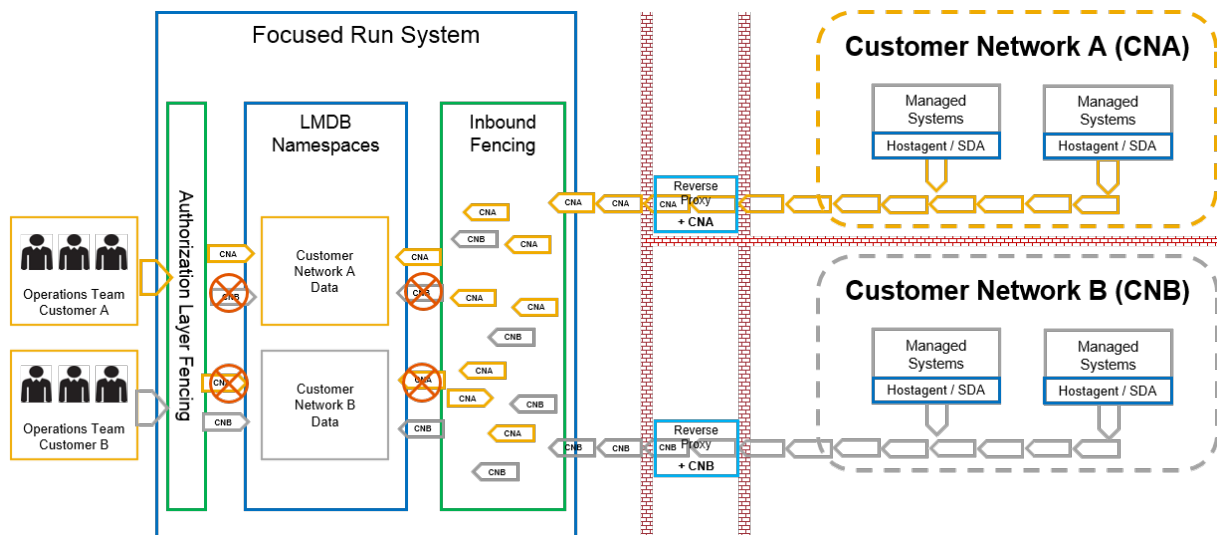 Focused Run System
Customer Network A (CNA)
Managed
Systems
Hostagent / SDA
Managed
Systems
Hostagent / SDA
LMDB
Namespaces
Inbound
Fencing
Authorization Layer Fencing
Reverse
Proxy
+ CNA
CNA
CNA
CNA
CNA
CNB
CNA
CNA
CNA
Customer
Network A
Data
CNB
CNB
CNA
CNA
CNB
Operations Team
Customer A
Customer Network B (CNB)
Managed
Systems
Hostagent / SDA
Managed
Systems
Hostagent / SDA
CNA
CNA
CNA
CNA
CNB
CNA
CNB
CNB
CNB
Customer
Network B
Data
Operations Team
Customer B
Reverse
Proxy
+ CNB
CNB
CNB
CNB
CNB